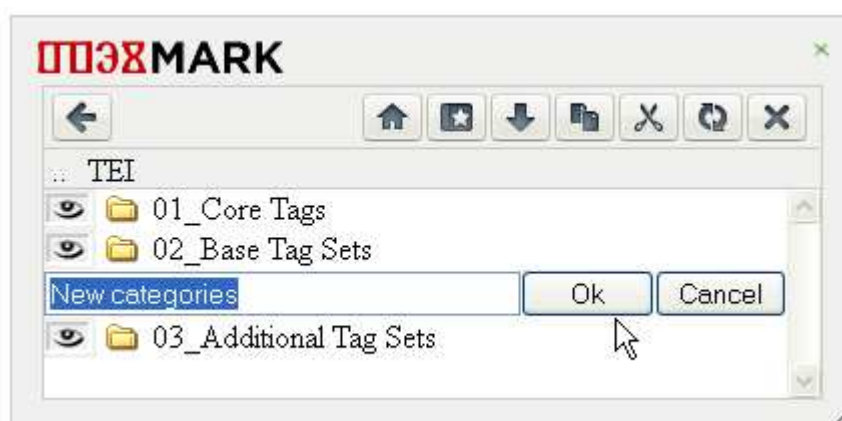 MARK
.. TEI
01_Core Tags
02_Base Tag Sets
New categories Ok Cancel
03_Additional Tag Sets